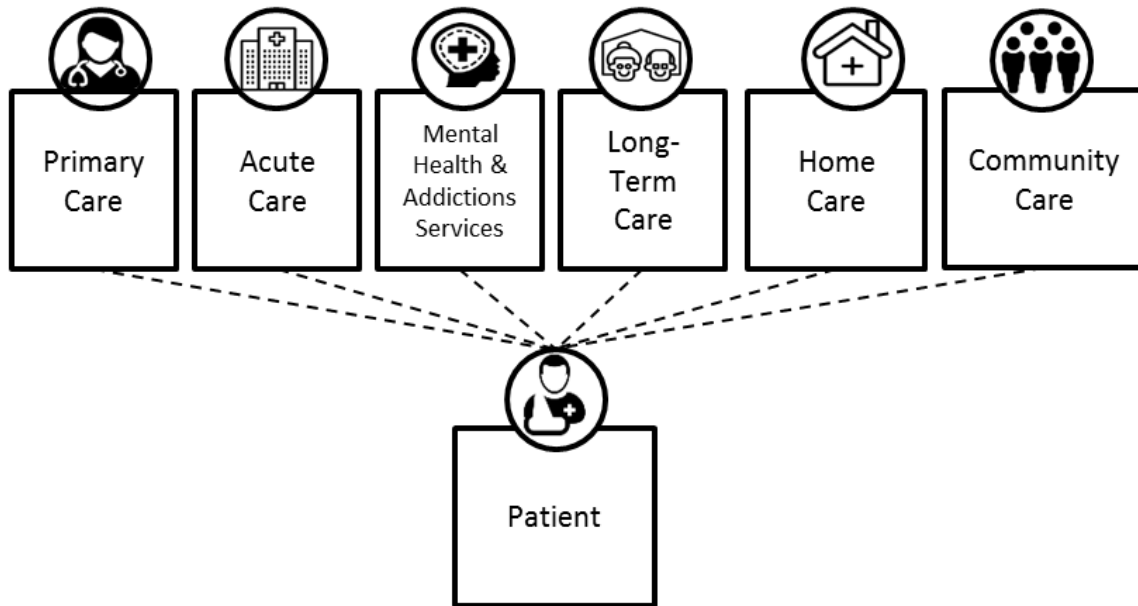 Primary
Care
Acute
Care
Mental
Health &
Addictions
Services
Long-
Term
Care
Home
Care
Community
Care
Patient